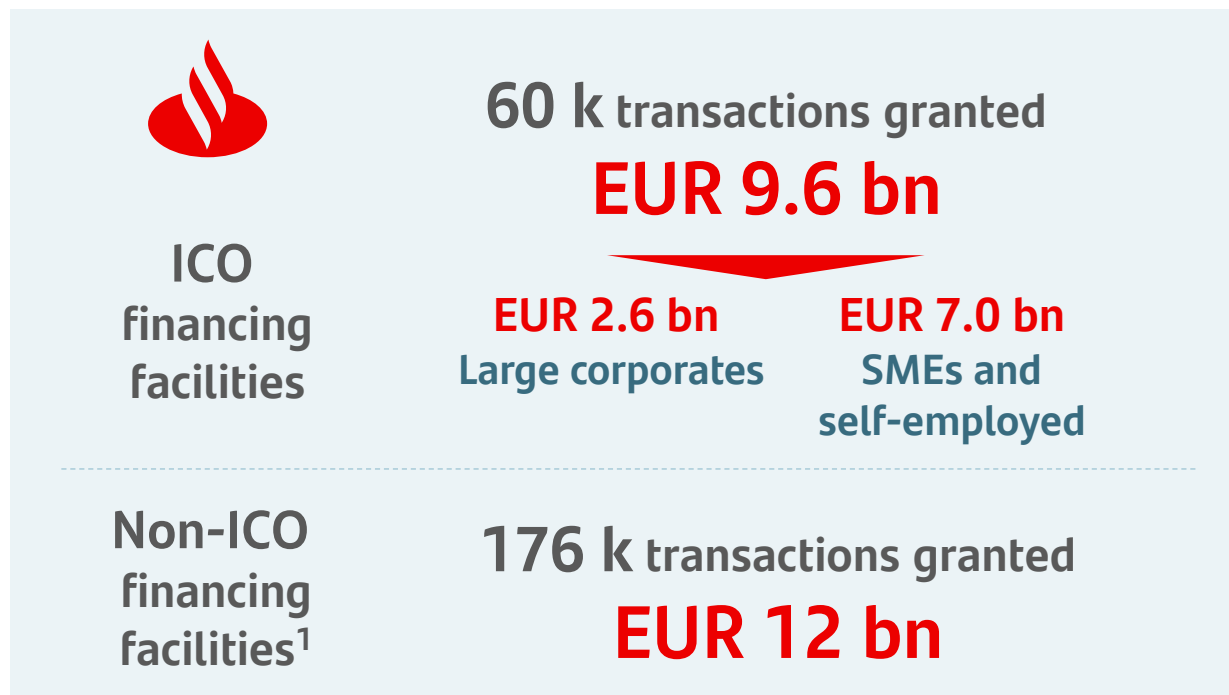 60 k transactions granted
EUR 9.6 bn
ICO
financing
facilities
EUR 2.6 bn
Large corporates
EUR 7.0 bn
SMEs and
self-employed
Non-ICO
financing
facilities¹
176 k transactions granted
EUR 12 bn